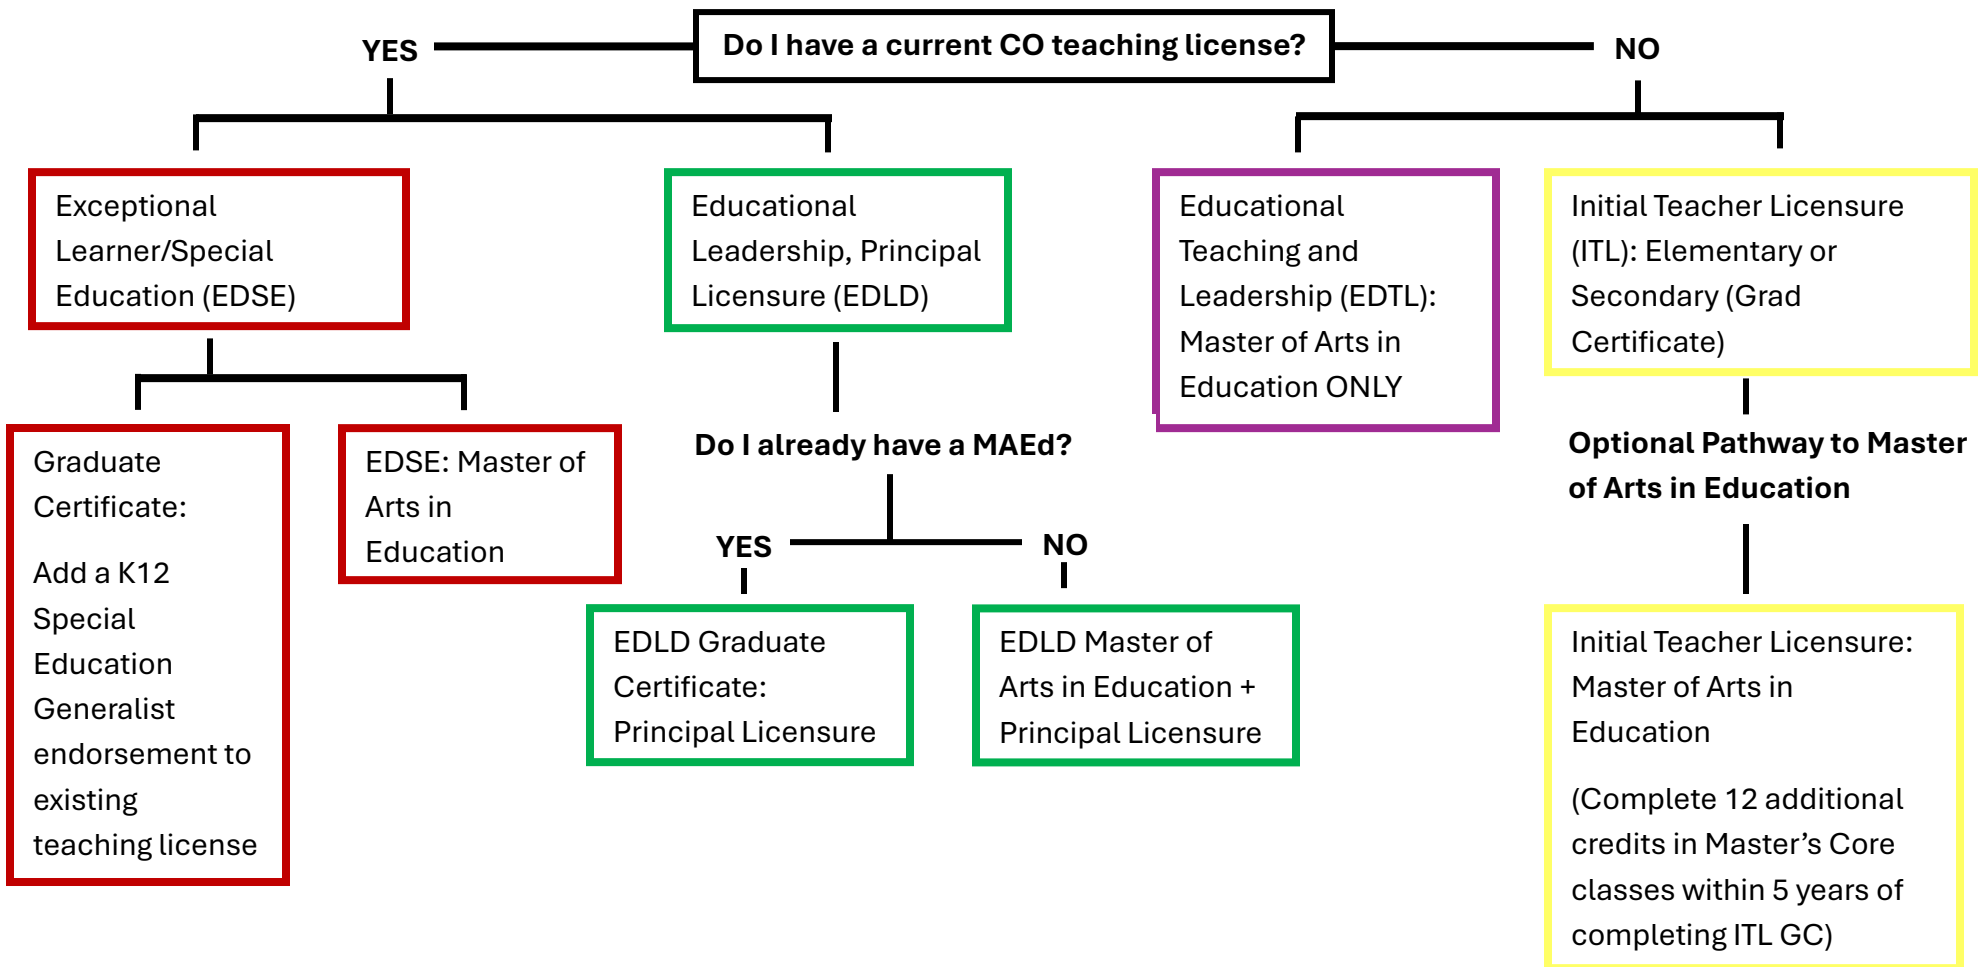 Do I have a current CO teaching license?
YES
NO
Exceptional
Learner/Special
Education (EDSE)
Educational
Leadership, Principal
Licensure (EDLD)
Educational
Teaching and
Leadership (EDTL):
Master of Arts in
Education ONLY
Initial Teacher Licensure
(ITL): Elementary or
Secondary (Grad
Certificate)
Graduate
Certificate:
Add a K12
Special
Education
Generalist
endorsement to
existing
teaching license
EDSE: Master of
Arts in
Education
Do I already have a MAEd?
YES
NO
EDLD Graduate
Certificate:
Principal Licensure
EDLD Master of
Arts in Education +
Principal Licensure
Optional Pathway to Master
of Arts in Education
Initial Teacher Licensure:
Master of Arts in
Education
(Complete 12 additional
credits in Master’s Core
classes within 5 years of
completing ITL GC)